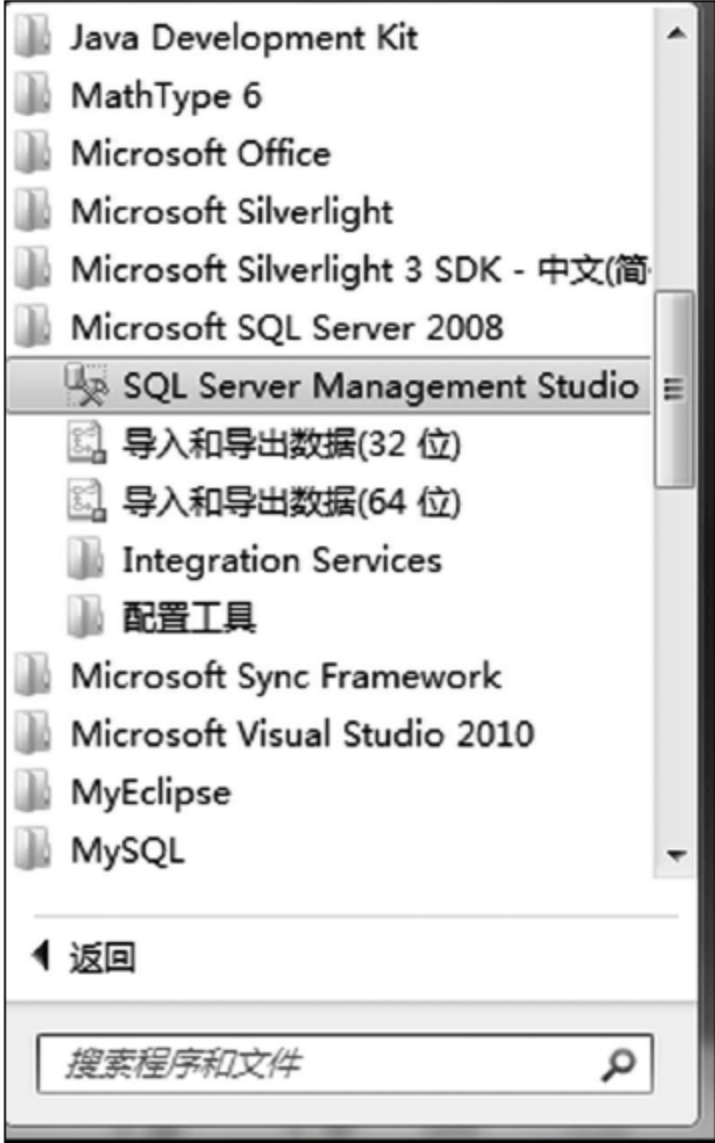 Java Development Kit
MathType 6
Microsoft Office
Microsoft Silverlight
Microsoft Silverlight 3 SDK - 中文(简
Microsoft SQL Server 2008
SQL Server Management Studio
导入和导出数据(32 位)
导入和导出数据(64 位)
Integration Services
配置工具
Microsoft Sync Framework
Microsoft Visual Studio 2010
MyEclipse
MySQL
返回
搜索程序和文件